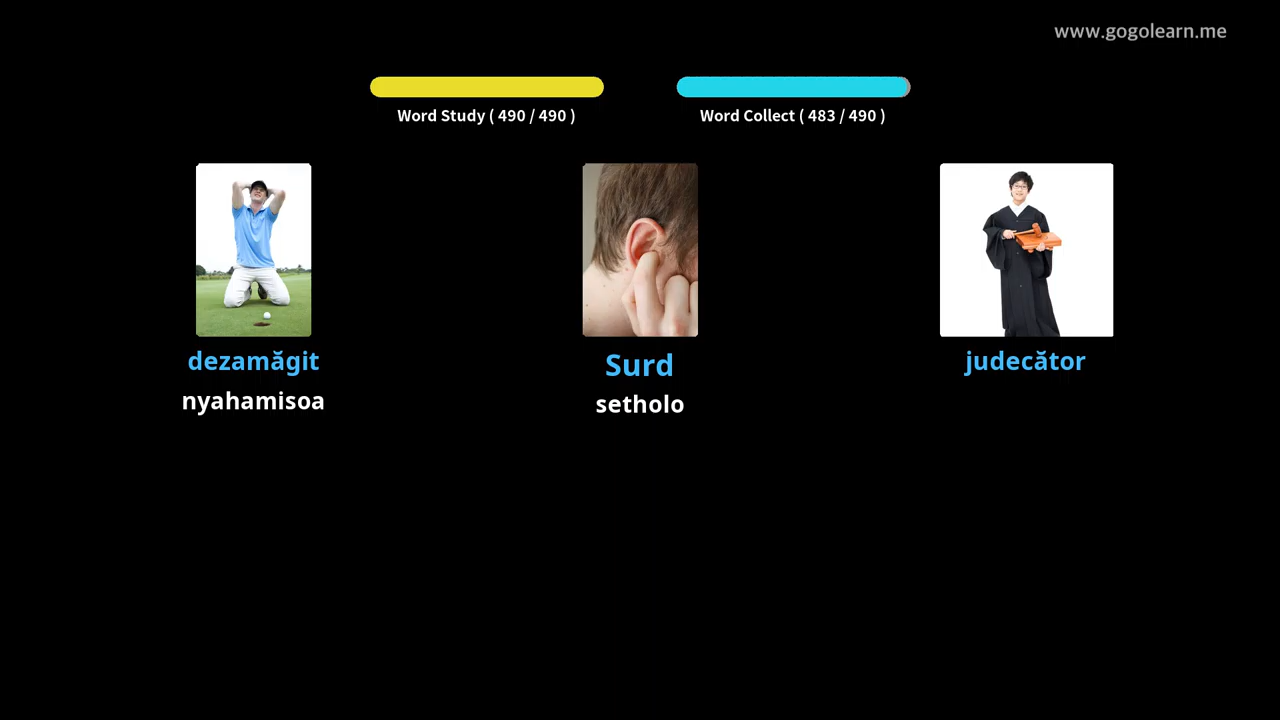 www.gogolearn.me
Word Study ( 490 / 490 )
Word Collect ( 483 / 490 )
dezamăgit
Surd
judecător
nyahamisoa
setholo